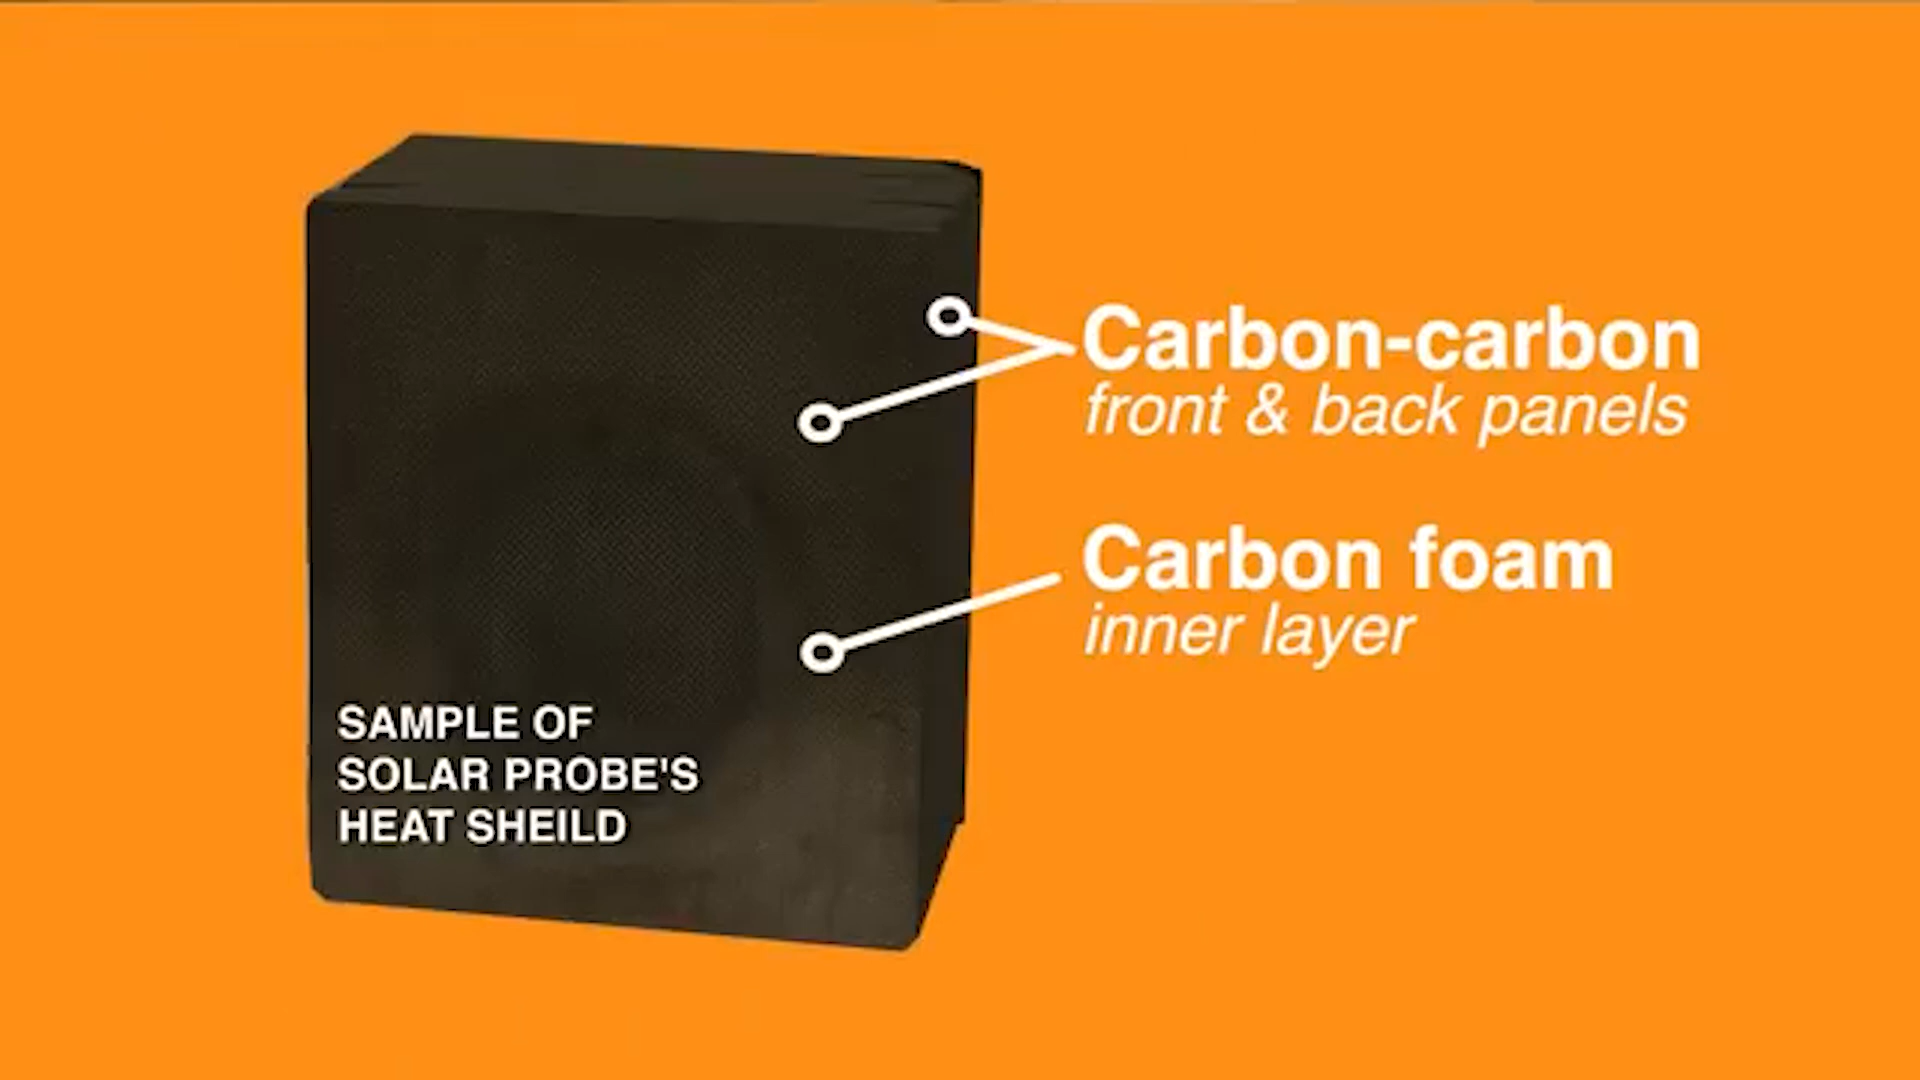 Carbon-carbon
front & back panels
Carbon foam
inner layer
SAMPLE OF
SOLAR PROBE'S
HEAT SHEILD